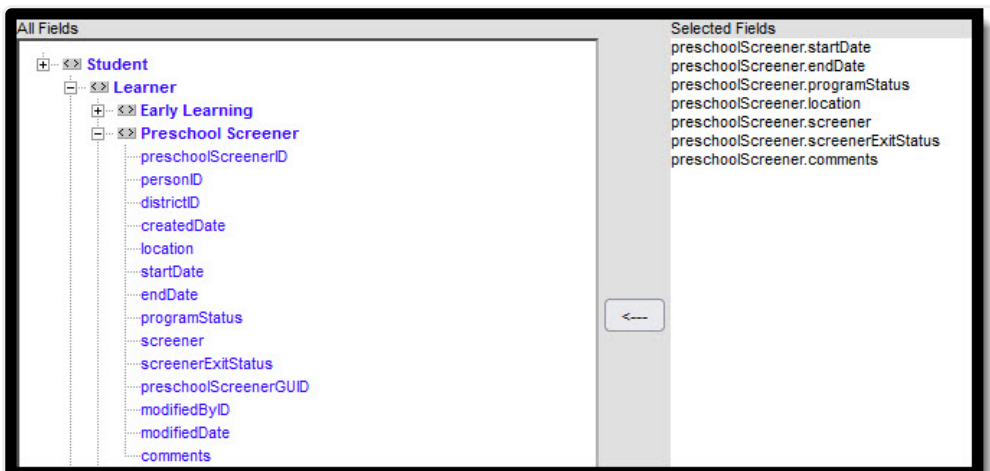 All Fields
Student
Learner
Early Learning
Preschool Screener
preschoolScreenerID
personID
districtID
createdDate
location
startDate
endDate
programStatus
screener
screenerExitStatus
preschoolScreenerGUID
modifiedByID
modifiedDate
comments
<---
Selected Fields
preschoolScreener.startDate
preschoolScreener.endDate
preschoolScreener.programStatus
preschoolScreener.location
preschoolScreener.screener
preschoolScreener.screenerExitStatus
preschoolScreener.comments